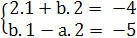 2.1 + b. 2 = −4
b. 1 − a. 2 = −5